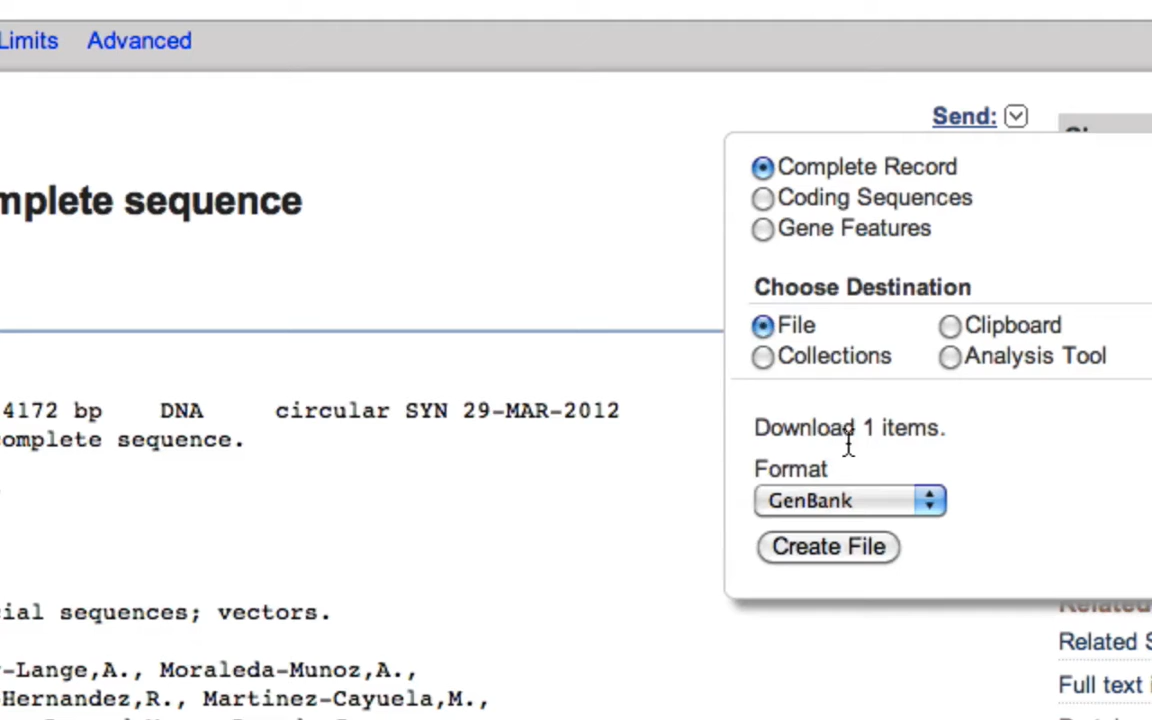 Limits Advanced
Send:
Complete Record
mplete sequence
Coding Sequences
Gene Features
Choose Destination
File Clipboard
Collections Analysis Tool
4172 bp DNA circular SYN 29-MAR-2012
omplete sequence.
Download 1 items.
Format
GenBank
Create File
ial sequences; vectors.
Related
Related S
-Lange,A., Moraleda-Munoz,A.,
Full text i
Hernandez,R., Martinez-Cayuela,M.,